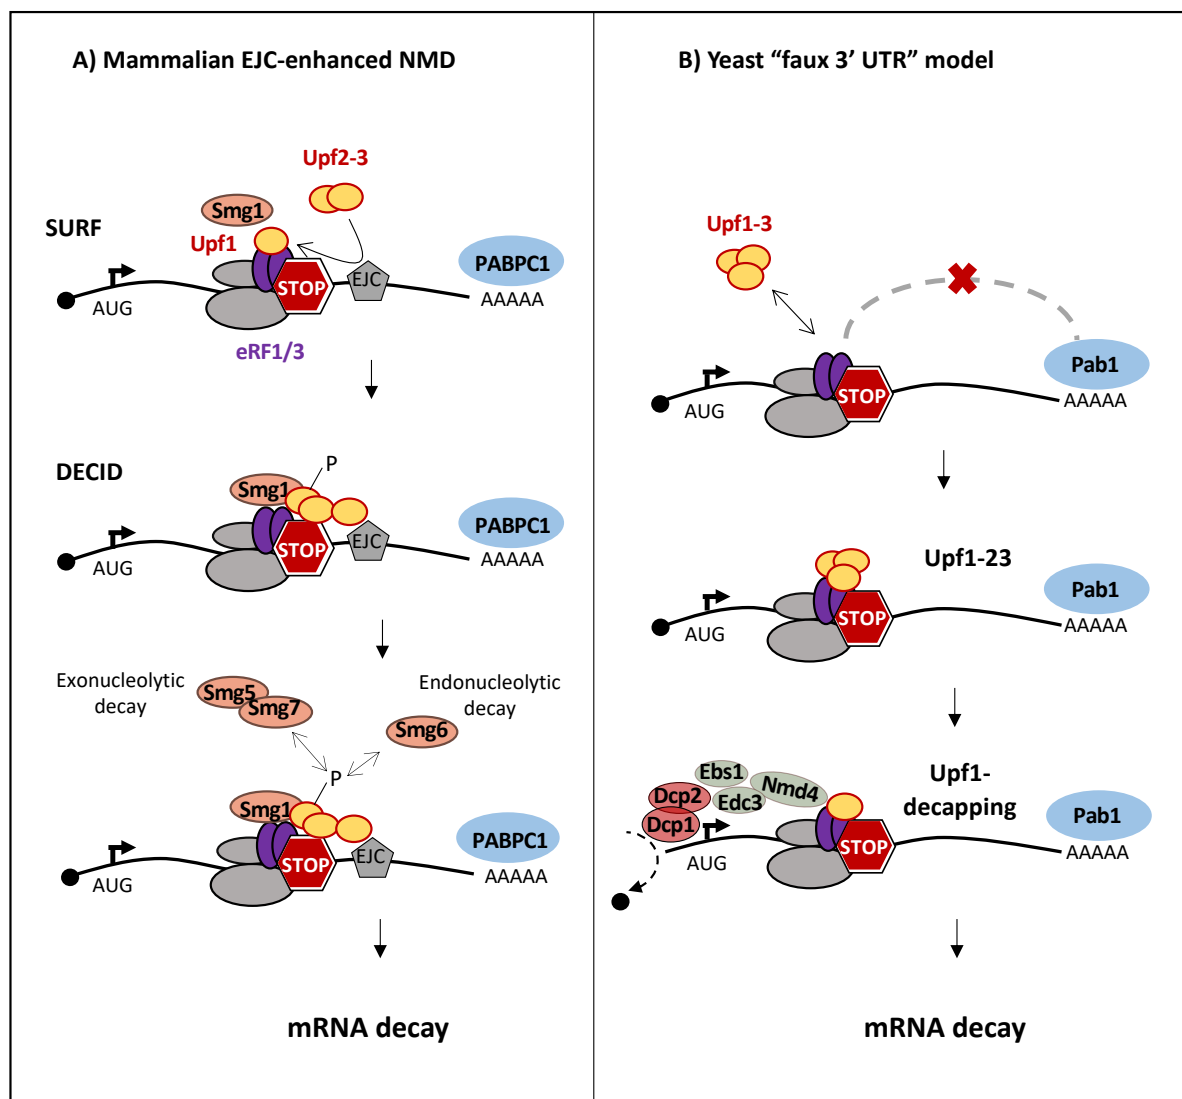 A) Mammalian EJC-enhanced NMD
Upf2-3
Smg1
SURF
Upf1
PABPC1
EJC
STOP
AUG
AAAAA
eRF1/3
P
DECID
Smg1
PABPC1
EJC
STOP
AUG
AAAAA
Exonucleolytic
decay
Endonucleolytic
decay
Smg5
Smg7
Smg6
P
Smg1
PABPC1
EJC
STOP
AUG
AAAAA
mRNA decay
B) Yeast “faux 3’ UTR” model
Upf1-3
Pab1
STOP
AUG
AAAAA
Upf1-23
Pab1
STOP
AUG
AAAAA
Ebs1
Nmd4
Dcp2
Edc3
Dcp1
Upf1-
decapping
Pab1
STOP
AUG
AAAAA
mRNA decay